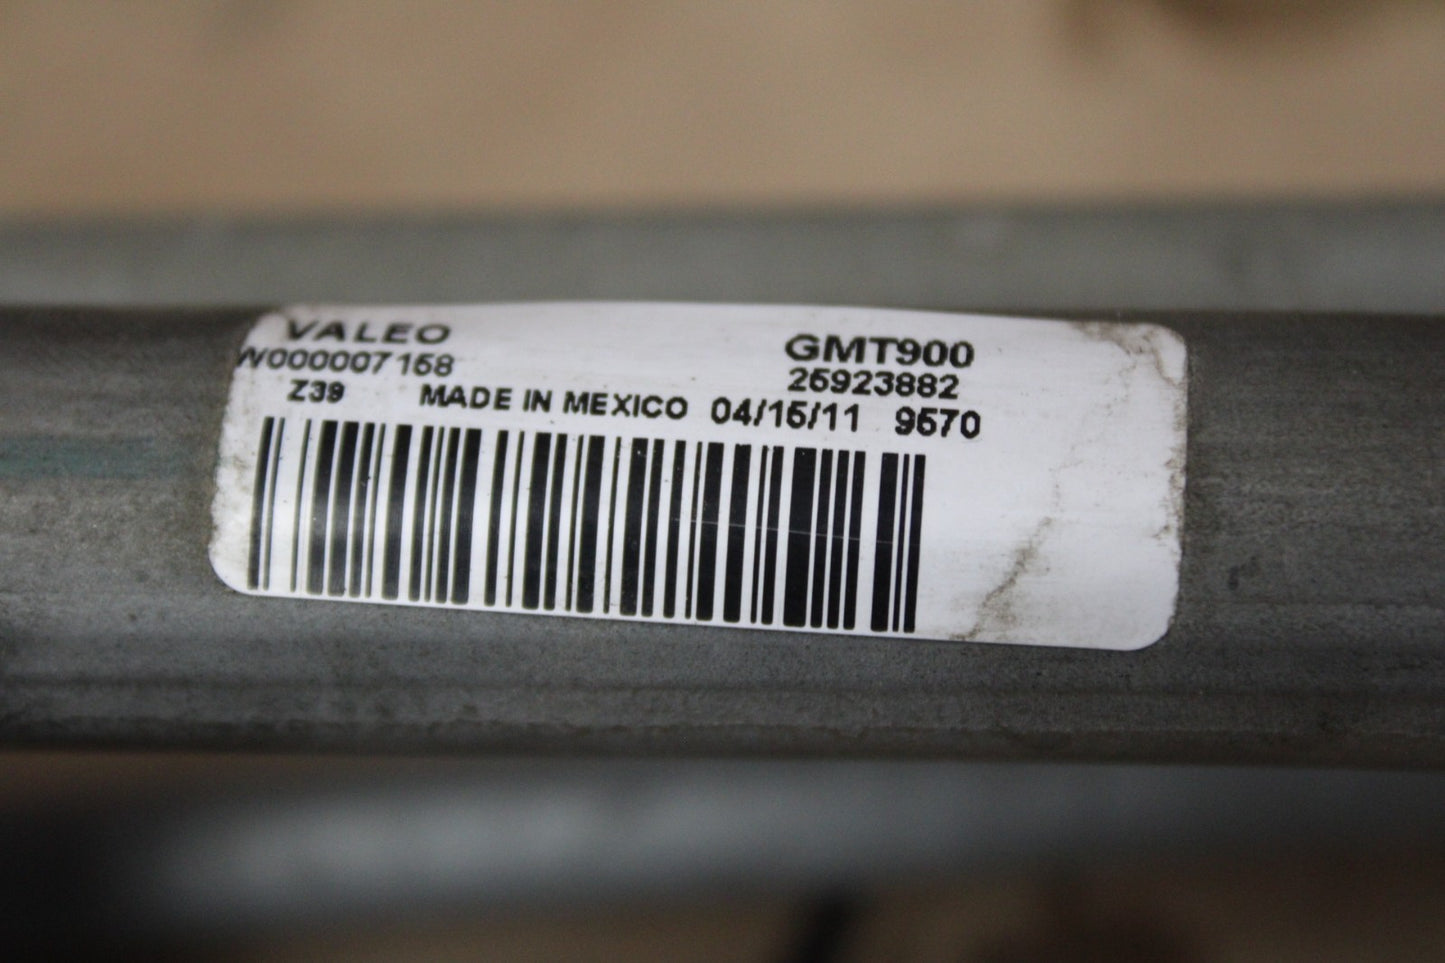 VALEO
W000007158
Z39 MADE IN MEXICO 04/15/11 9570
GMT900
25923882